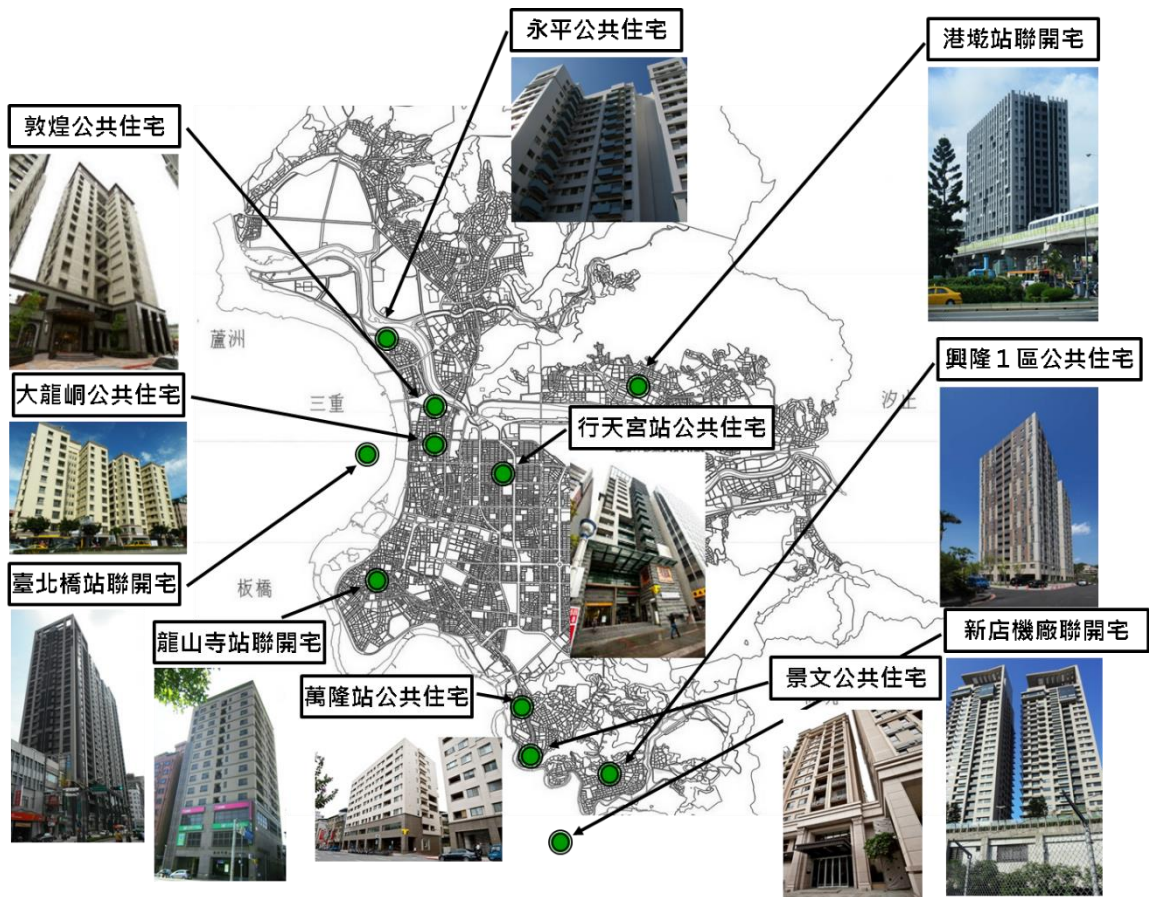 永平公共住宅
港墘站聯開宅
敦煌公共住宅
蘆洲
興隆１區公共住宅
大龍峒公共住宅
三重
汐止
行天宮站公共住宅
板橋
臺北橋站聯開宅
龍山寺站聯開宅
新店機廠聯開宅
萬隆站公共住宅
景文公共住宅